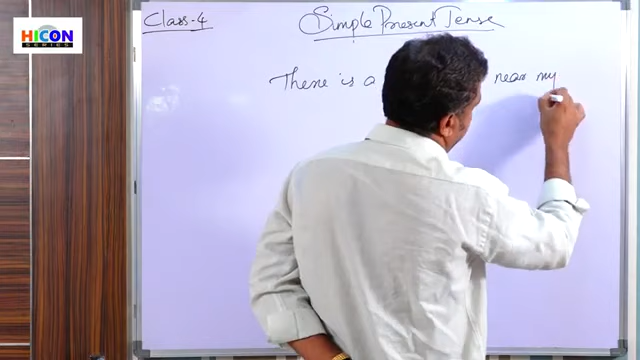 HICON
SERIES
Class-4
Simple Present Tense
There is a near my